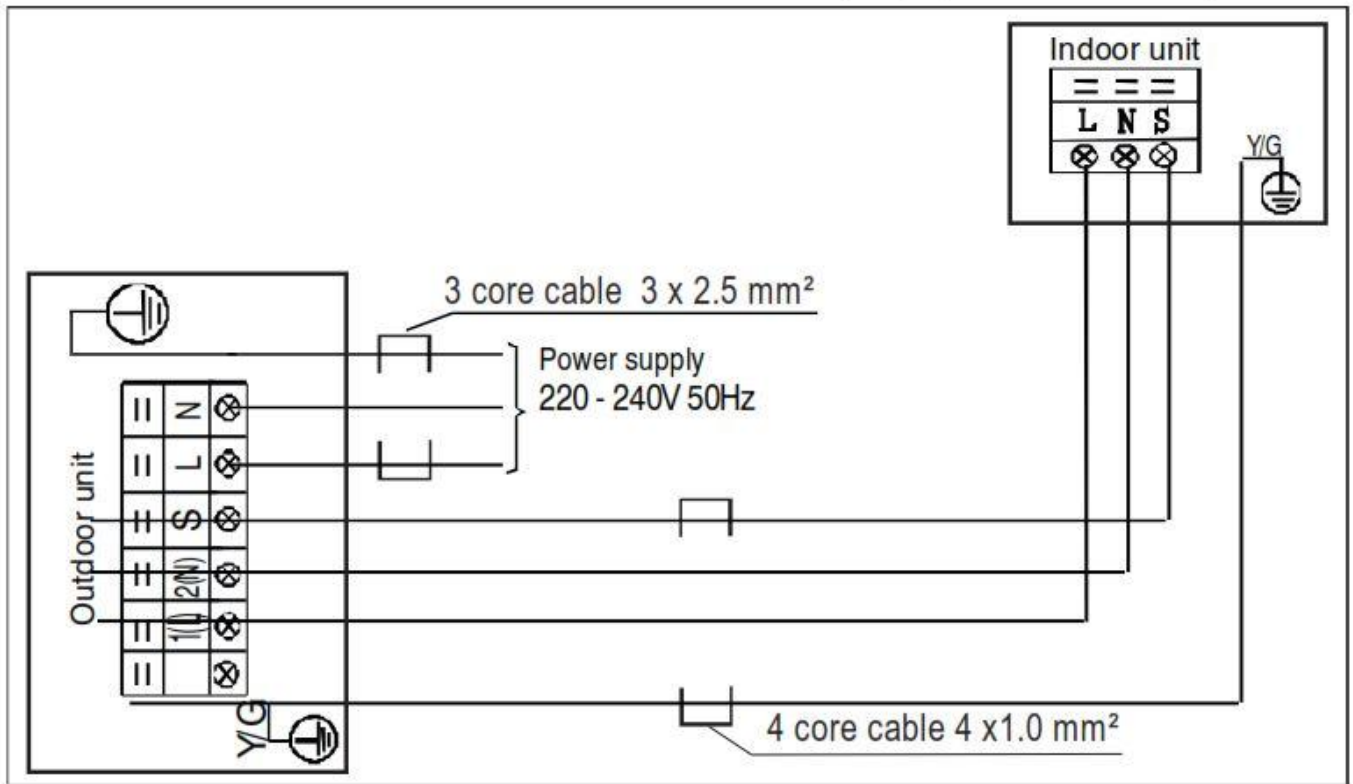 Indoor unit
L N S
Y/G
3 core cable 3 x 2.5 mm²
Power supply
220 - 240V 50Hz
Outdoor unit
N
L
S
2(N)
1(L)
Y/G
4 core cable 4 x1.0 mm²